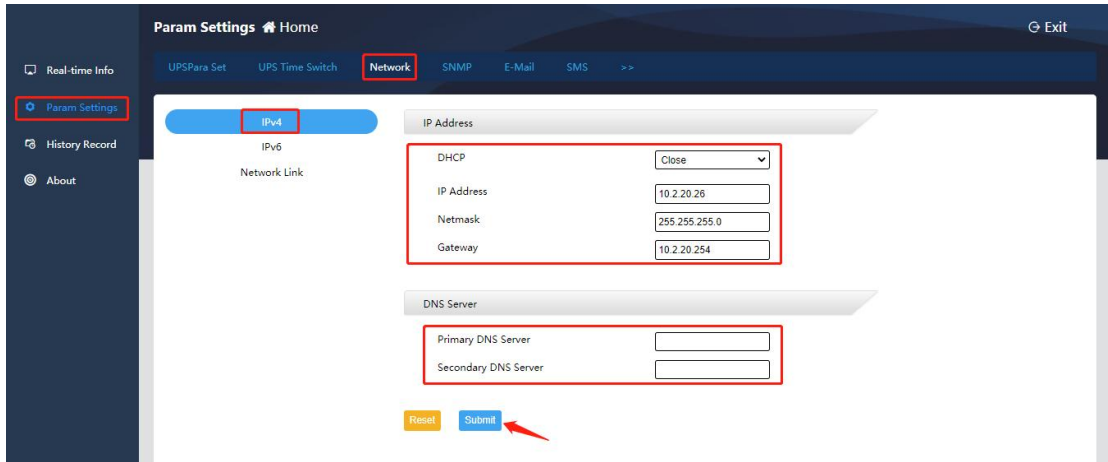 Param Settings Home
Exit
Real-time Info
Param Settings
History Record
About
UPSPara Set UPS Time Switch Network SNMP E-Mail SMS >>
IPv4
IPv6
Network Link
IP Address
DHCP Close
IP Address 10.2.20.26
Netmask 255.255.255.0
Gateway 10.2.20.254
DNS Server
Primary DNS Server
Secondary DNS Server
Reset Submit